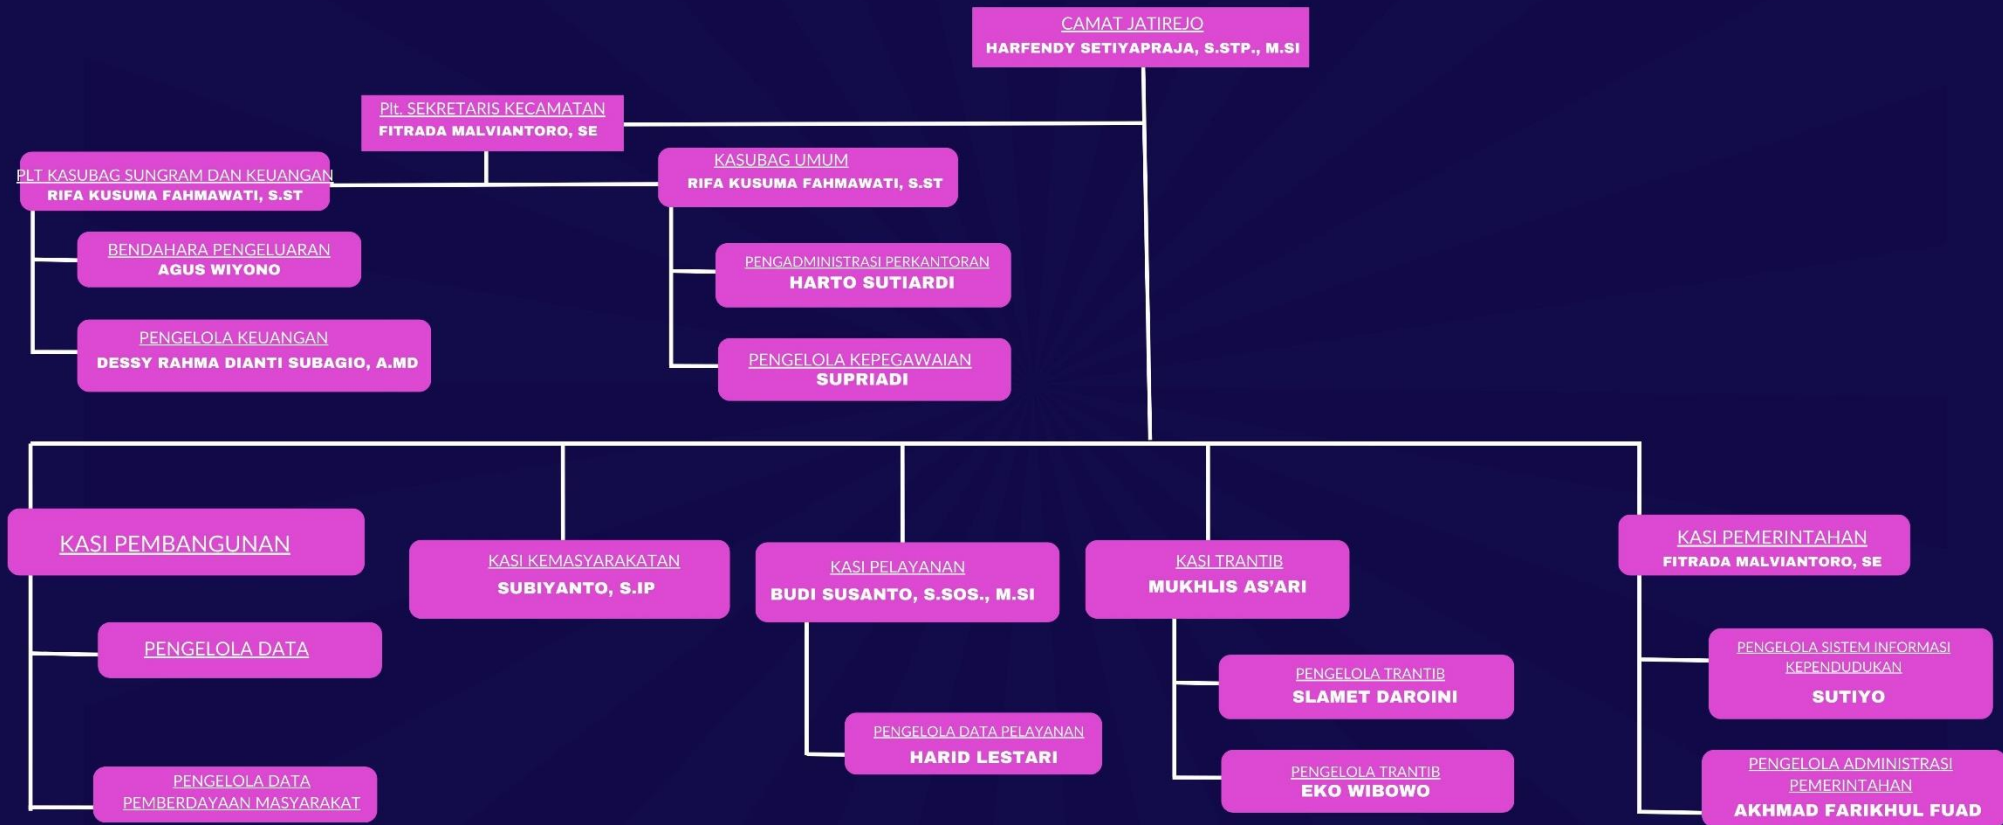 CAMAT JATIREJO
HARFENDY SETIYAPRAJA, S.STP., M.SI
Plt. SEKRETARIS KECAMATAN
FITRADA MALVIANTORO, SE
PLT KASUBAG SUNGRAM DAN KEUANGAN
RIFA KUSUMA FAHMAWATI, S.ST
BENDAHARA PENGELUARAN
AGUS WIYONO
PENGELOLA KEUANGAN
DESSY RAHMA DIANTI SUBAGIO, A.MD
KASUBAG UMUM
RIFA KUSUMA FAHMAWATI, S.ST
PENGADMINISTRASI PERKANTORAN
HARTO SUTIARDI
PENGELOLA KEPEGAWAIAN
SUPRIADI
KASI PEMBANGUNAN
PENGELOLA DATA
PENGELOLA DATA
PEMBERDAYAAN MASYARAKAT
KASI KEMASYARAKATAN
SUBIYANTO, S.IP
KASI PELAYANAN
BUDI SUSANTO, S.SOS., M.SI
PENGELOLA DATA PELAYANAN
HARID LESTARI
KASI TRANTIB
MUKHLIS AS'ARI
PENGELOLA TRANTIB
SLAMET DAROINI
PENGELOLA TRANTIB
EKO WIBOWO
KASI PEMERINTAHAN
FITRADA MALVIANTORO, SE
PENGELOLA SISTEM INFORMASI
KEPENDUDUKAN
SUTIYO
PENGELOLA ADMINISTRASI
PEMERINTAHAN
AKHMAD FARIKHUL FUAD